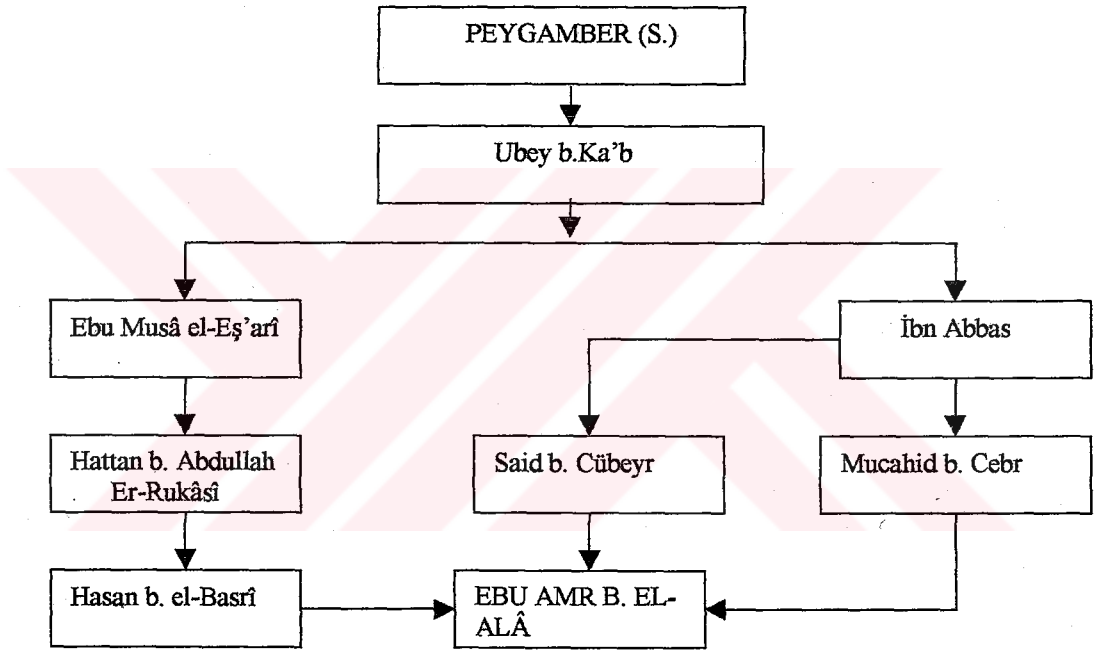 PEYGAMBER (S.)
Ubey b.Ka'b
Ebu Musâ el-Eş'arî
İbn Abbas
Hattan b. Abdullah
Er-Rukâsî
Said b. Cübeyr
Mucahid b. Cebr
Hasan b. el-Basrî
EBU AMR B. EL-
ALÂ